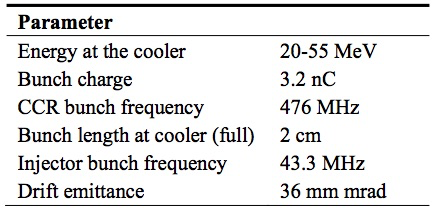 Parameter
Energy at the cooler 20-55 MeV
Bunch charge 3.2 nC
CCR bunch frequency 476 MHz
Bunch length at cooler (full) 2 cm
Injector bunch frequency 43.3 MHz
Drift emittance 36 mm mrad